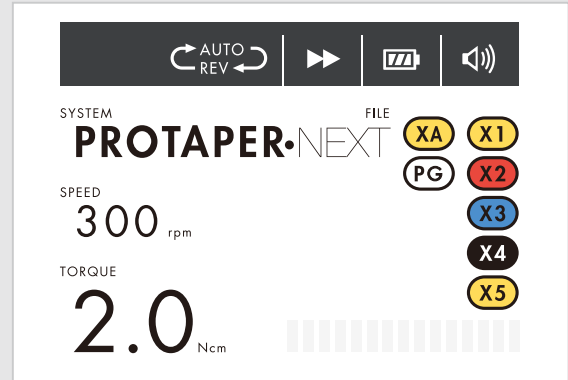 AUTO
REV
SYSTEM
FILE
PROTAPER•NEXT
XA
X1
PG
X2
SPEED
300 rpm
X3
X4
TORQUE
X5
2.0 Ncm